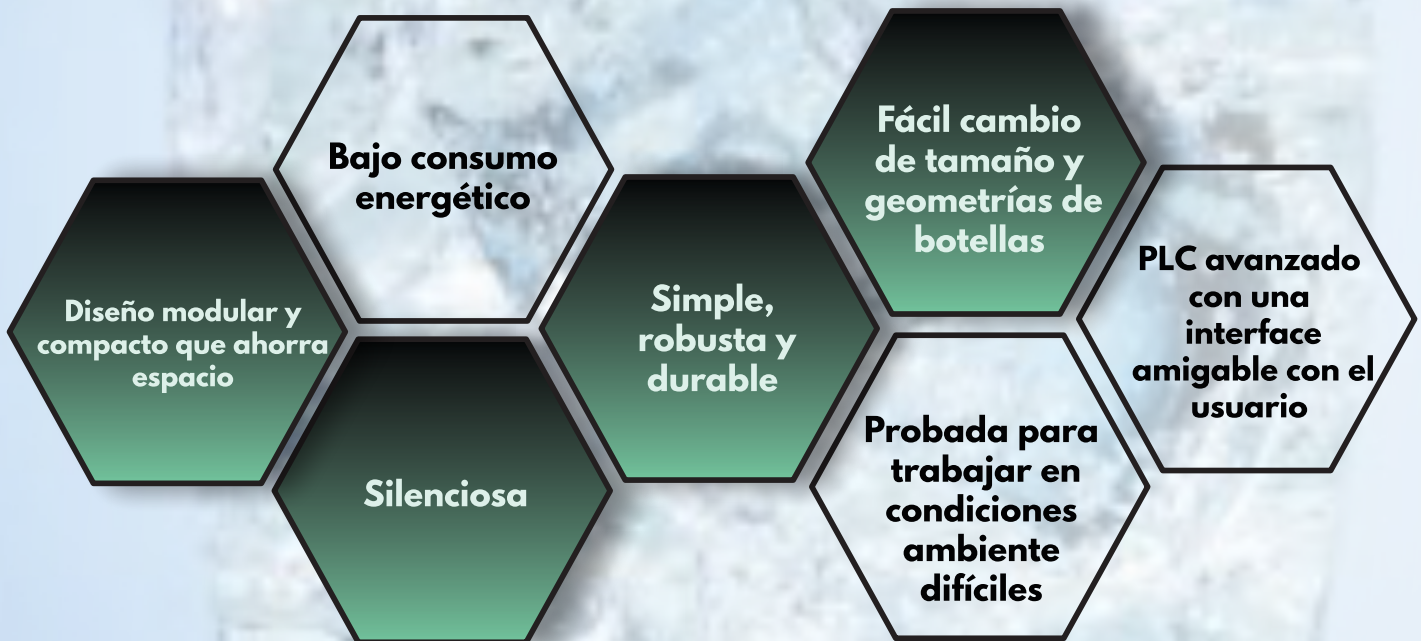 Diseño modular y
compacto que ahorra
espacio
Bajo consumo
energético
Silenciosa
Simple,
robusta y
durable
Fácil cambio
de tamaño y
geometrías de
botellas
Probada para
trabajar en
condiciones
ambiente
difíciles
PLC avanzado
con una
interface
amigable con el
usuario